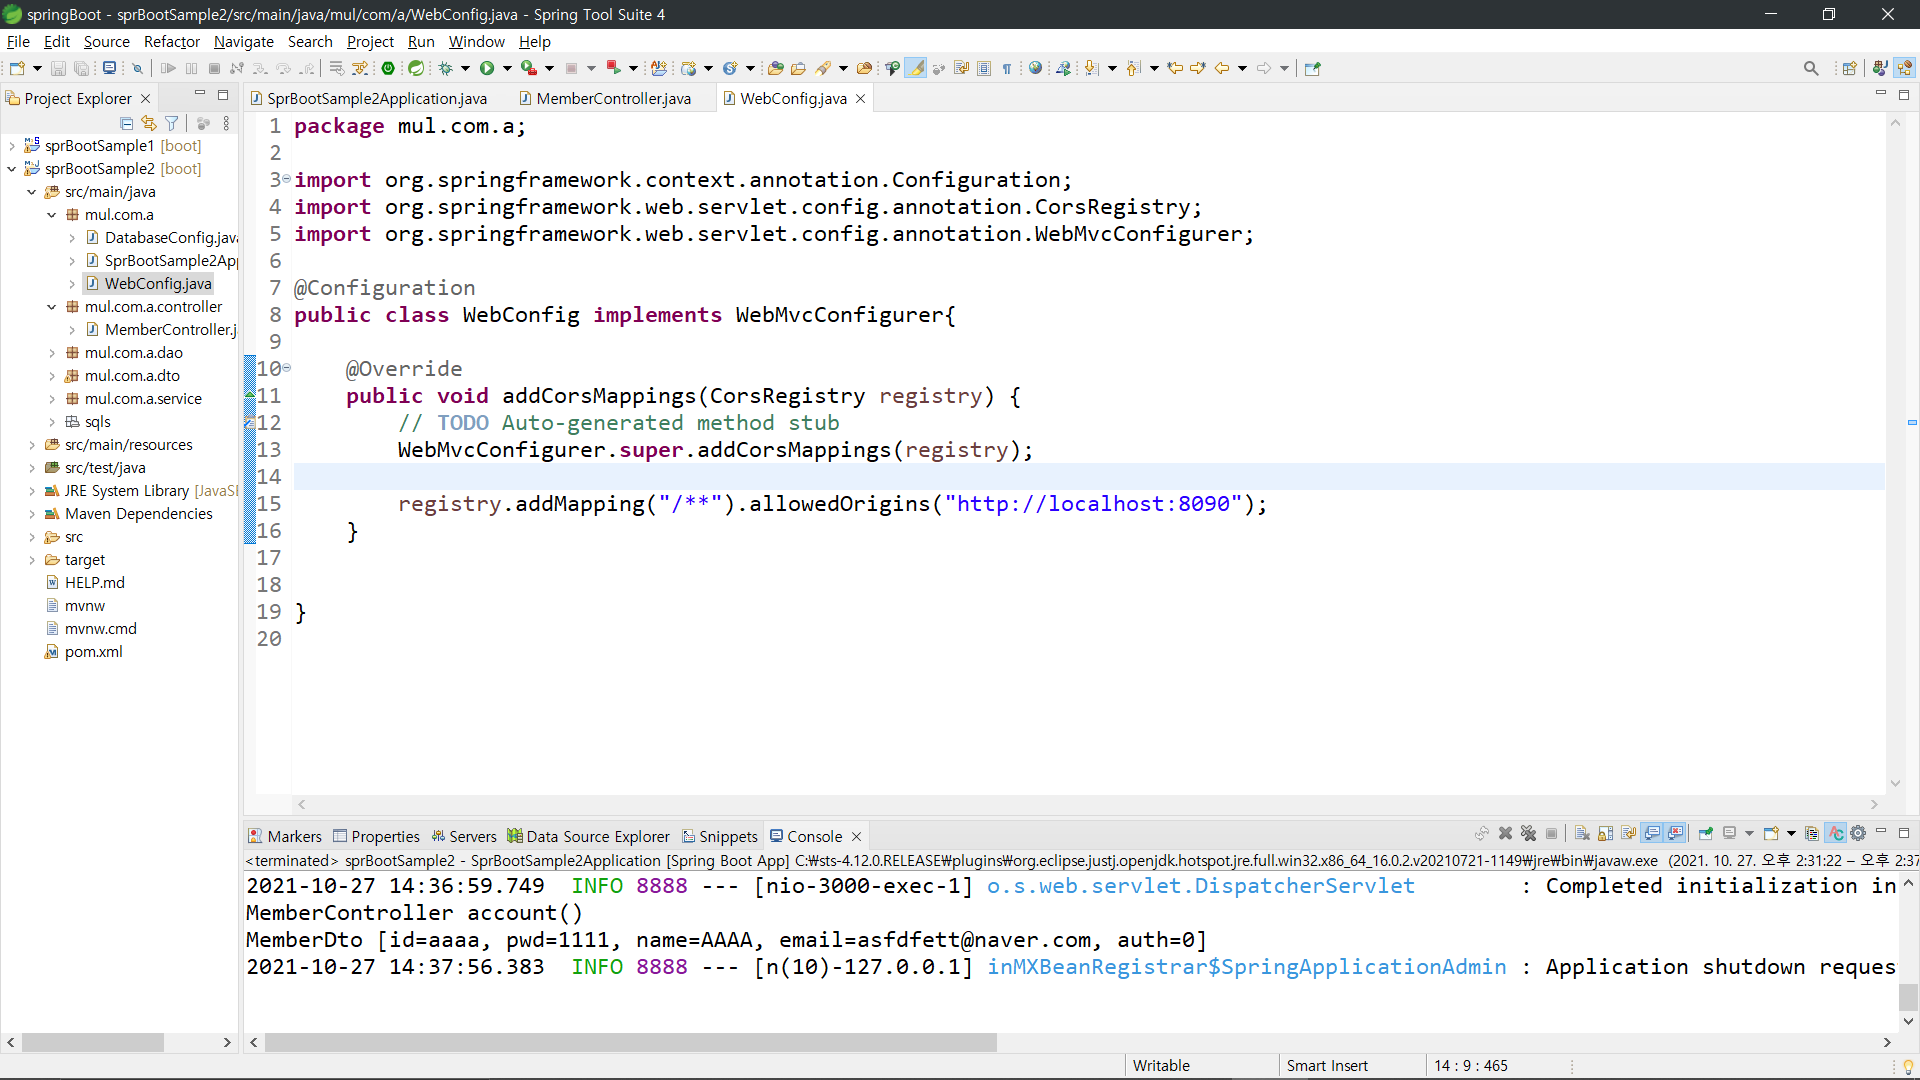 springBoot - sprBootSample2/src/main/java/mul/com/a/WebConfig.java - Spring Tool Suite 4
File Edit Source Refactor Navigate Search Project Run Window Help
Project Explorer
SprBootSample2Application.java MemberController.java WebConfig.java
sprBootSample1 [boot]
sprBootSample2 [boot]
src/main/java
mul.com.a
DatabaseConfig.java
SprBootSample2App
WebConfig.java
mul.com.a.controller
MemberController.j
mul.com.a.dao
mul.com.a.dto
mul.com.a.service
sqls
src/main/resources
src/test/java
JRE System Library [JavaSE
Maven Dependencies
src
target
HELP.md
mvnw
mvnw.cmd
pom.xml
1 package mul.com.a;
2
3 import org.springframework.context.annotation.Configuration;
4 import org.springframework.web.servlet.config.annotation.CorsRegistry;
5 import org.springframework.web.servlet.config.annotation.WebMvcConfigurer;
6
7 @Configuration
8 public class WebConfig implements WebMvcConfigurer{
9
10 @Override
11 public void addCorsMappings(CorsRegistry registry) {
12 // TODO Auto-generated method stub
13 WebMvcConfigurer.super.addCorsMappings(registry);
14
15 registry.addMapping("/**").allowedOrigins("http://localhost:8090");
16 }
17
18
19 }
20
Markers Properties Servers Data Source Explorer Snippets Console
<terminated> sprBootSample2 - SprBootSample2Application [Spring Boot App] C:₩sts-4.12.0.RELEASE₩plugins₩org.eclipse.justj.openjdk.hotspot.jre.full.win32.x86_64_16.0.2.v20210721-1149₩jre₩bin₩javaw.exe (2021. 10. 27. 오후 2:31:22 – 오후 2:37
2021-10-27 14:36:59.749 INFO 8888 --- [nio-3000-exec-1] o.s.web.servlet.DispatcherServlet : Completed initialization in
MemberController account()
MemberDto [id=aaaa, pwd=1111, name=AAAA, email=asfdfett@naver.com, auth=0]
2021-10-27 14:37:56.383 INFO 8888 --- [n(10)-127.0.0.1] inMXBeanRegistrar$SpringApplicationAdmin : Application shutdown reques
Writable Smart Insert 14 : 9 : 465